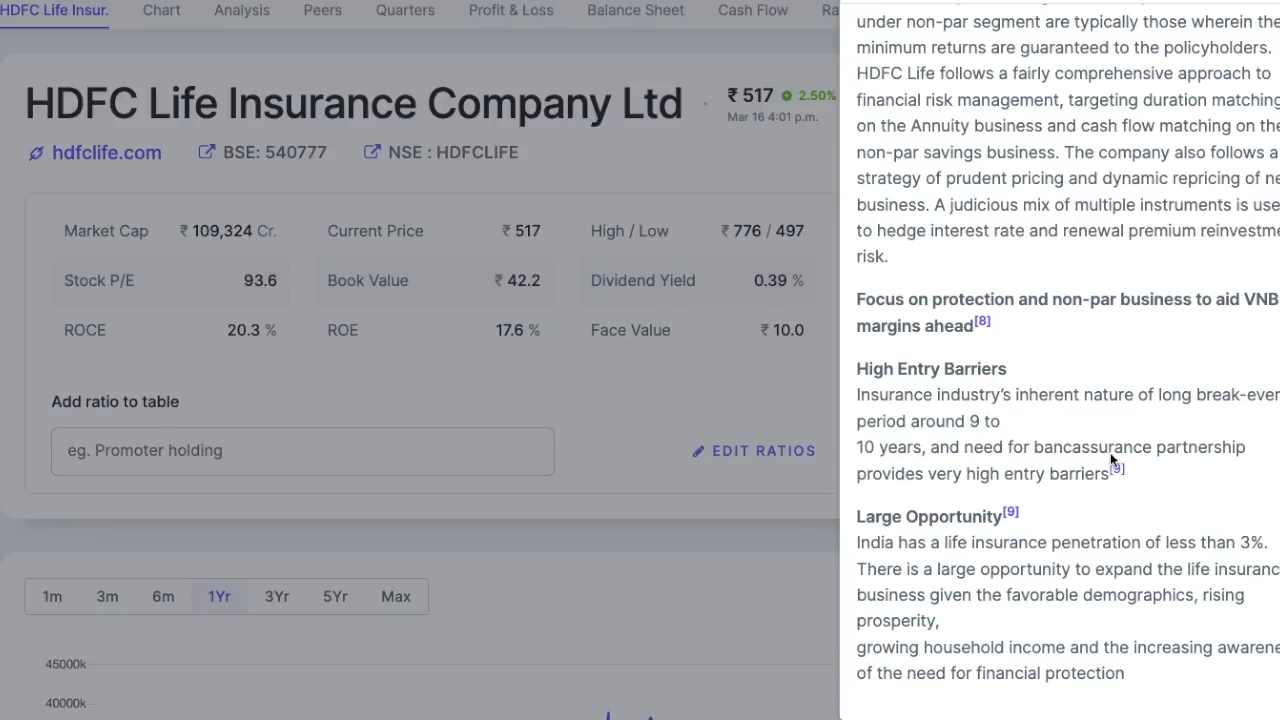 HDFC Life Insur.
Chart
Analysis
Peers
Quarters
Profit & Loss
Balance Sheet
Cash Flow
HDFC Life Insurance Company Ltd
₹ 517
2.50%
Mar 16 4:01 p.m.
hdfclife.com
BSE: 540777
NSE : HDFCLIFE
Market Cap
₹ 109,324 Cr.
Current Price
₹ 517
High / Low
₹ 776 / 497
Stock P/E
93.6
Book Value
₹ 42.2
Dividend Yield
0.39 %
ROCE
20.3 %
ROE
17.6 %
Face Value
₹ 10.0
Add ratio to table
eg. Promoter holding
EDIT RATIOS
1m
3m
6m
1Yr
3Yr
5Yr
Max
45000k
40000k
under non-par segment are typically those wherein the
minimum returns are guaranteed to the policyholders.
HDFC Life follows a fairly comprehensive approach to
financial risk management, targeting duration matching
on the Annuity business and cash flow matching on the
non-par savings business. The company also follows a
strategy of prudent pricing and dynamic repricing of
business. A judicious mix of multiple instruments is
to hedge interest rate and renewal premium
risk.
Focus on protection and non-par business to aid VNB
margins ahead[8]
High Entry Barriers
Insurance industry's inherent nature of long
period around 9 to
10 years, and need for bancassurance partnership
provides very high entry barriers[9]
Large Opportunity[9]
India has a life insurance penetration of less than 3%.
There is a large opportunity to expand the life
business given the favorable demographics, rising
prosperity,
growing household income and the increasing
of the need for financial protection